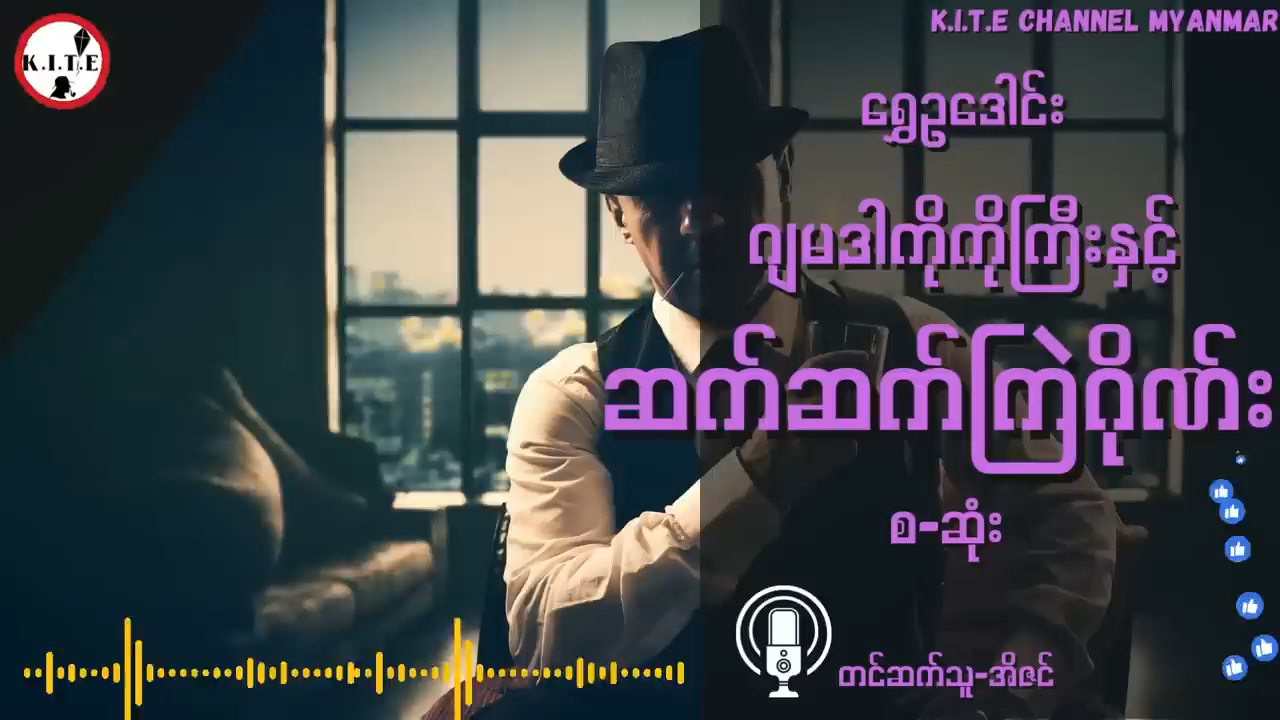 K.I.T.E
K.I.T.E CHANNEL MYANMAR
ရွှေဥဒေါင်း
ဂျမဒါကိုကိုကြီးနှင့်
ဆက်ဆက်ကြဲဂိုဏ်း
စ-ဆုံး
တင်ဆက်သူ-အိဇင်